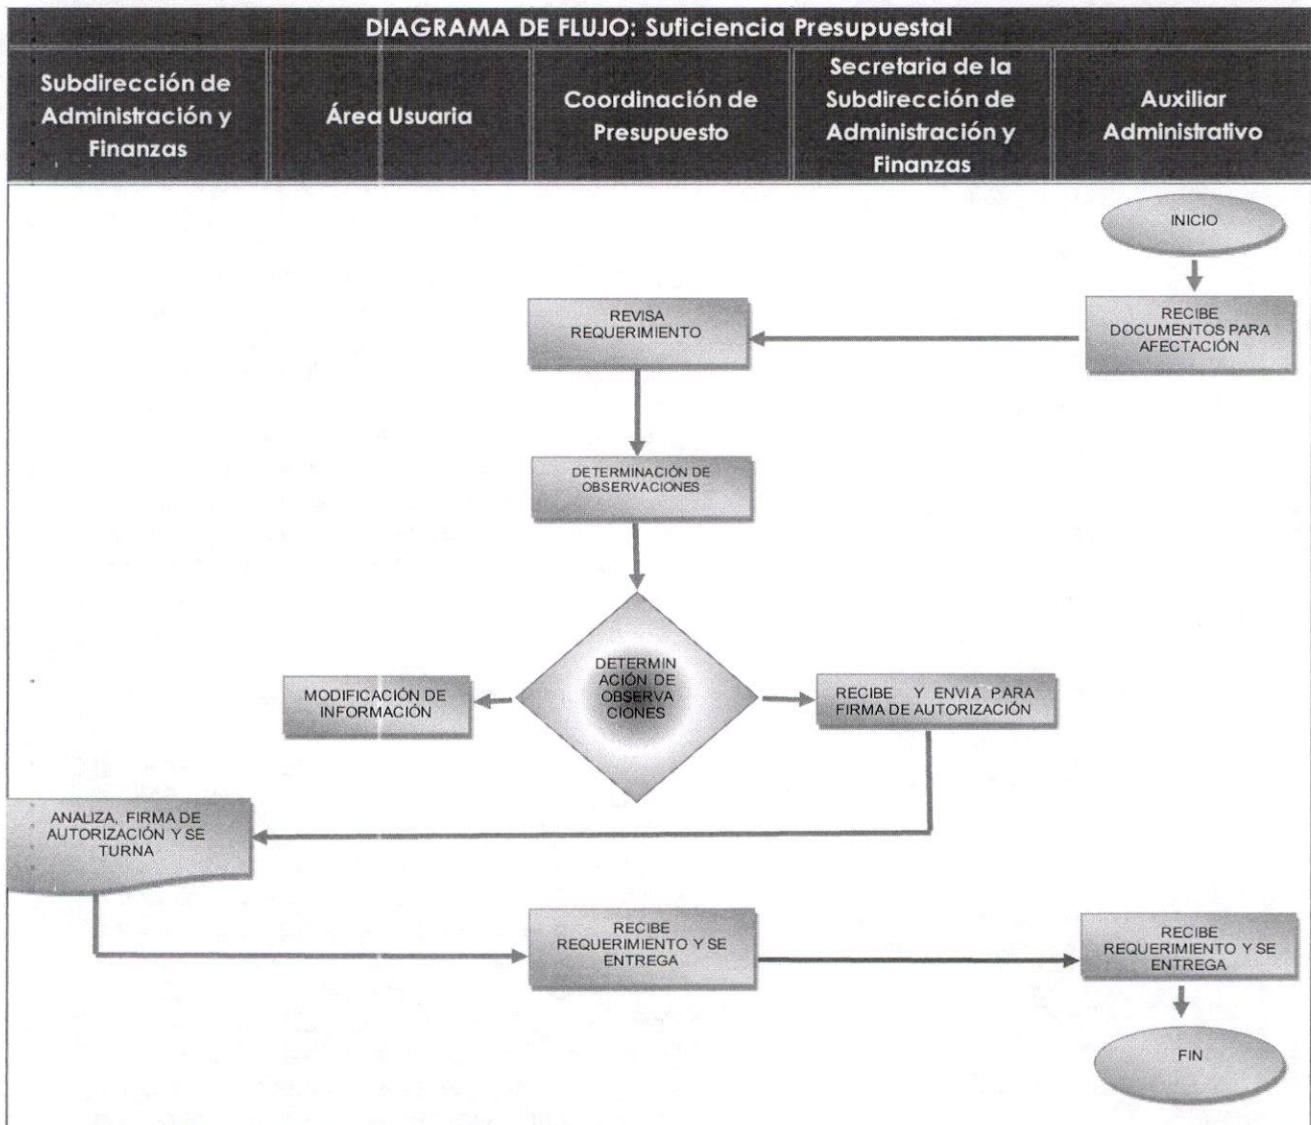 DIAGRAMA DE FLUJO: Suficiencia Presupuestal
Subdirección de
Administración y
Finanzas
Área Usuaria
Coordinación de
Presupuesto
Secretaria de la
Subdirección de
Administración y
Finanzas
Auxiliar
Administrativo
INICIO
RECIBE
DOCUMENTOS PARA
AFECTACIÓN
REVISA
REQUERIMIENTO
DETERMINACIÓN DE
OBSERVACIONES
DETERMIN
ACIÓN DE
OBSERVA
CIONES
MODIFICACIÓN DE
INFORMACIÓN
RECIBE Y ENVIA PARA
FIRMA DE AUTORIZACIÓN
ANALIZA, FIRMA DE
AUTORIZACIÓN Y SE
TURNA
RECIBE
REQUERIMIENTO Y SE
ENTREGA
RECIBE
REQUERIMIENTO Y SE
ENTREGA
FIN